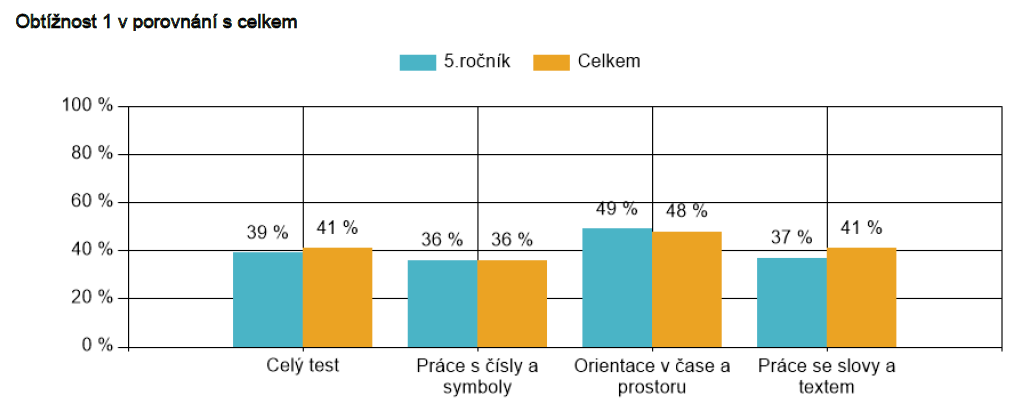 Obtížnost 1 v porovnání s celkem
5.ročník Celkem
100 %
80 %
60 %
40 %
20 %
0 %
39 % 41 % 36 % 36 % 49 % 48 % 37 % 41 %
Celý test
Práce s čísly a
symboly
Orientace v čase a
prostoru
Práce se slovy a
textem